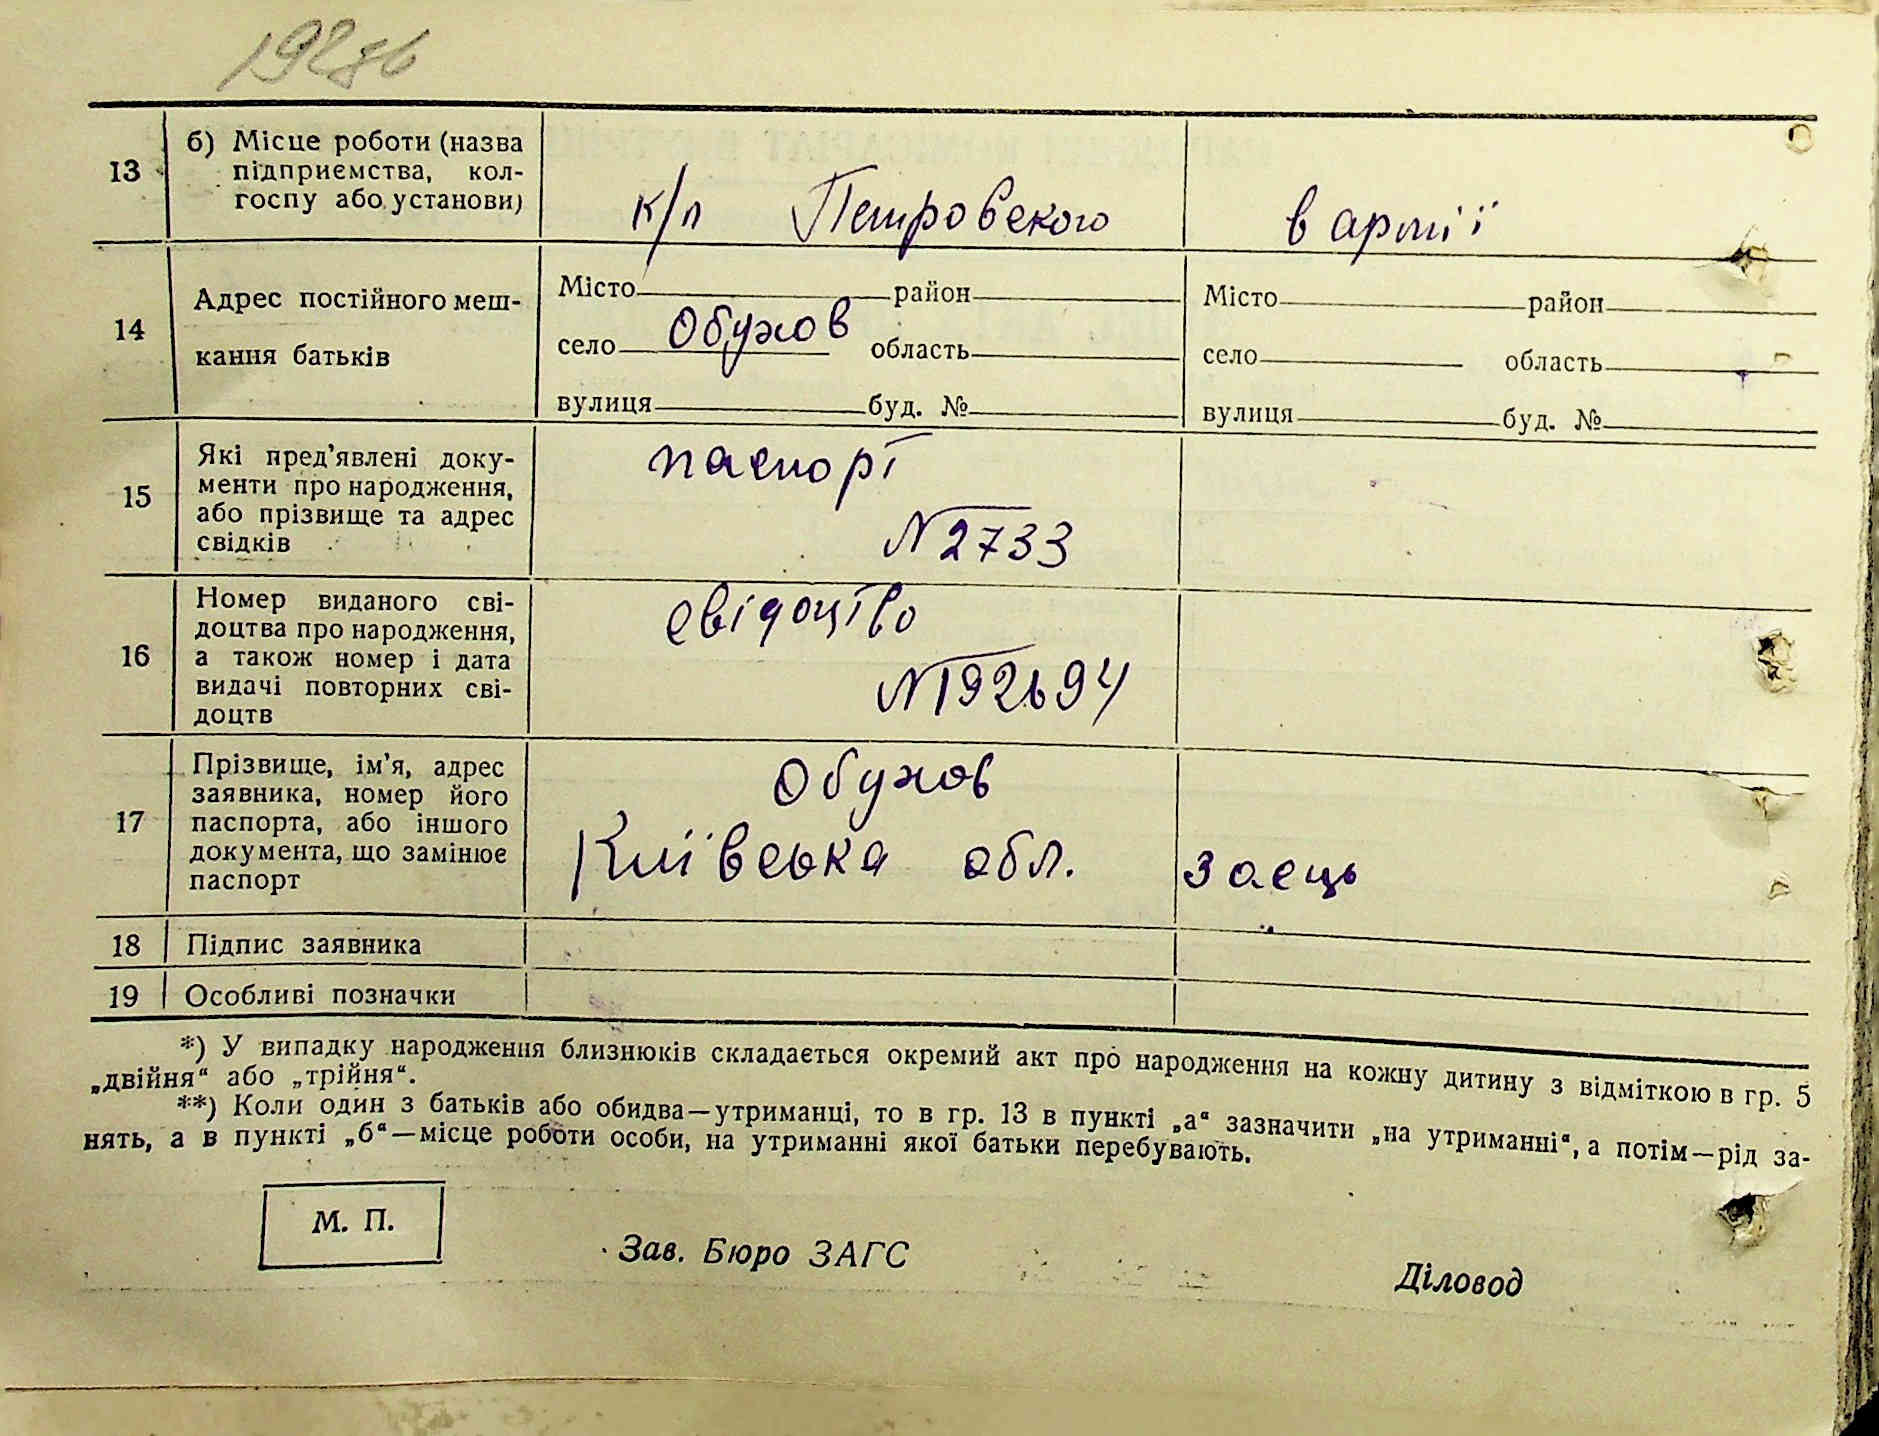 13
б) Місце роботи (назва
підприємства, кол-
госпу або установи)
к/п Петровского
в армії
14
Адрес постійного меш-
кання батьків
Місто район
село Обухов область
вулиця буд. №
Місто район
село область
вулиця буд. №
15
Які пред'явлені доку-
менти про народження,
або прізвище та адрес
свідків
паспорт
№ 2733
16
Номер виданого сві-
доцтва про народження,
а також номер і дата
видачі повторних сві-
доцтв
свідоцтво
17
Прізвище, ім'я, адрес
заявника, номер його
паспорта, або іншого
документа, що замінює
паспорт
Обухов
Київська обл. Заєць
18 Підпис заявника
19 Особливі позначки
*) У випадку народження близнюків складається окремий акт про народження на кожну дитину з відміткою в гр. 5
„двійня“ або „трійня“.
**) Коли один з батьків або обидва—утриманці, то в гр. 13 в пункті „а“ зазначити „на утриманні“, а потім—рід за-
нять, а в пункті „б“—місце роботи особи, на утриманні якої батьки перебувають.
М. П.
Зав. Бюро ЗАГС
Діловод